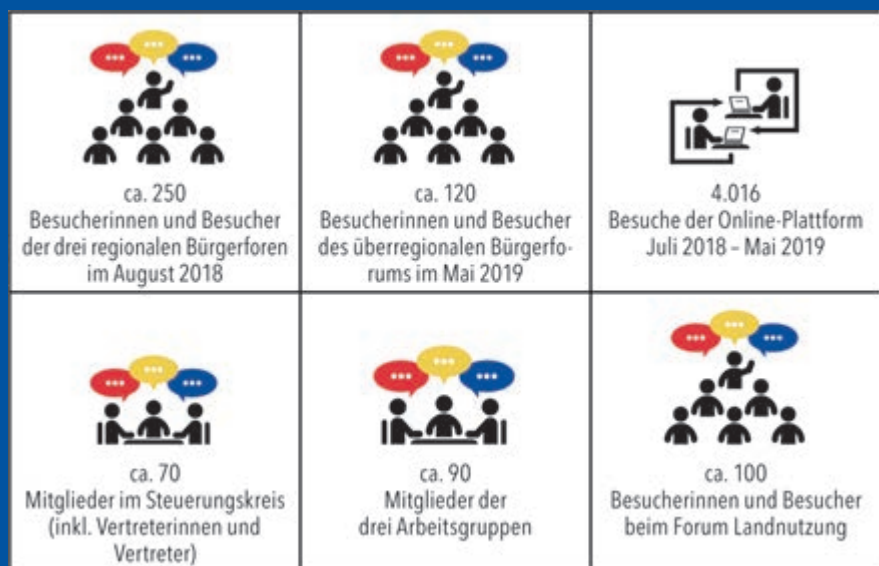 ca. 250
Besucherinnen und Besucher
der drei regionalen Bürgerforen
im August 2018
ca. 120
Besucherinnen und Besucher
des überregionalen Bürgerfo-
rums im Mai 2019
4.016
Besuche der Online-Plattform
Juli 2018 – Mai 2019
ca. 70
Mitglieder im Steuerungskreis
(inkl. Vertreterinnen und
Vertreter)
ca. 90
Mitglieder der
drei Arbeitsgruppen
ca. 100
Besucherinnen und Besucher
beim Forum Landnutzung